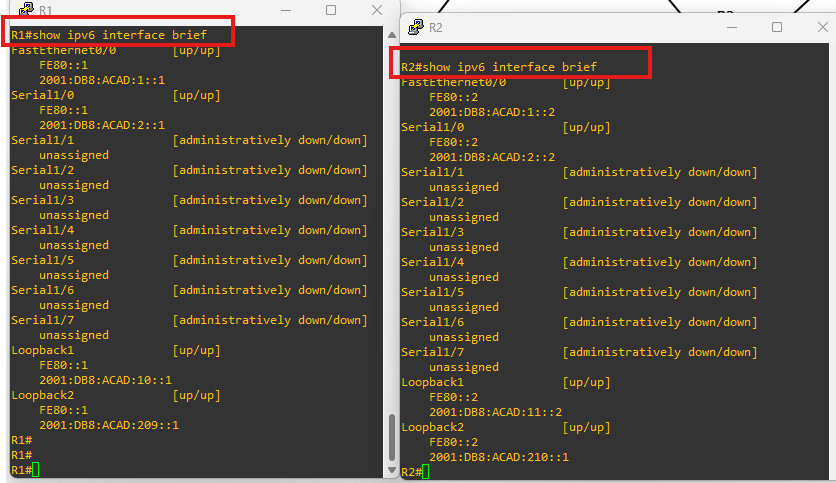 R1
R1#show ipv6 interface brief
FastEthernet0/0 [up/up]
FE80::1
2001:DB8:ACAD:1::1
Serial1/0 [up/up]
FE80::1
2001:DB8:ACAD:2::1
Serial1/1 [administratively down/down]
unassigned
Serial1/2 [administratively down/down]
unassigned
Serial1/3 [administratively down/down]
unassigned
Serial1/4 [administratively down/down]
unassigned
Serial1/5 [administratively down/down]
unassigned
Serial1/6 [administratively down/down]
unassigned
Serial1/7 [administratively down/down]
unassigned
Loopback1 [up/up]
FE80::1
2001:DB8:ACAD:10::1
Loopback2 [up/up]
FE80::1
2001:DB8:ACAD:209::1
R1#
R1#
R1#
R2
R2#show ipv6 interface brief
FastEthernet0/0 [up/up]
FE80::2
2001:DB8:ACAD:1::2
Serial1/0 [up/up]
FE80::2
2001:DB8:ACAD:2::2
Serial1/1 [administratively down/down]
unassigned
Serial1/2 [administratively down/down]
unassigned
Serial1/3 [administratively down/down]
unassigned
Serial1/4 [administratively down/down]
unassigned
Serial1/5 [administratively down/down]
unassigned
Serial1/6 [administratively down/down]
unassigned
Serial1/7 [administratively down/down]
unassigned
Loopback1 [up/up]
FE80::2
2001:DB8:ACAD:11::2
Loopback2 [up/up]
FE80::2
2001:DB8:ACAD:210::1
R2#